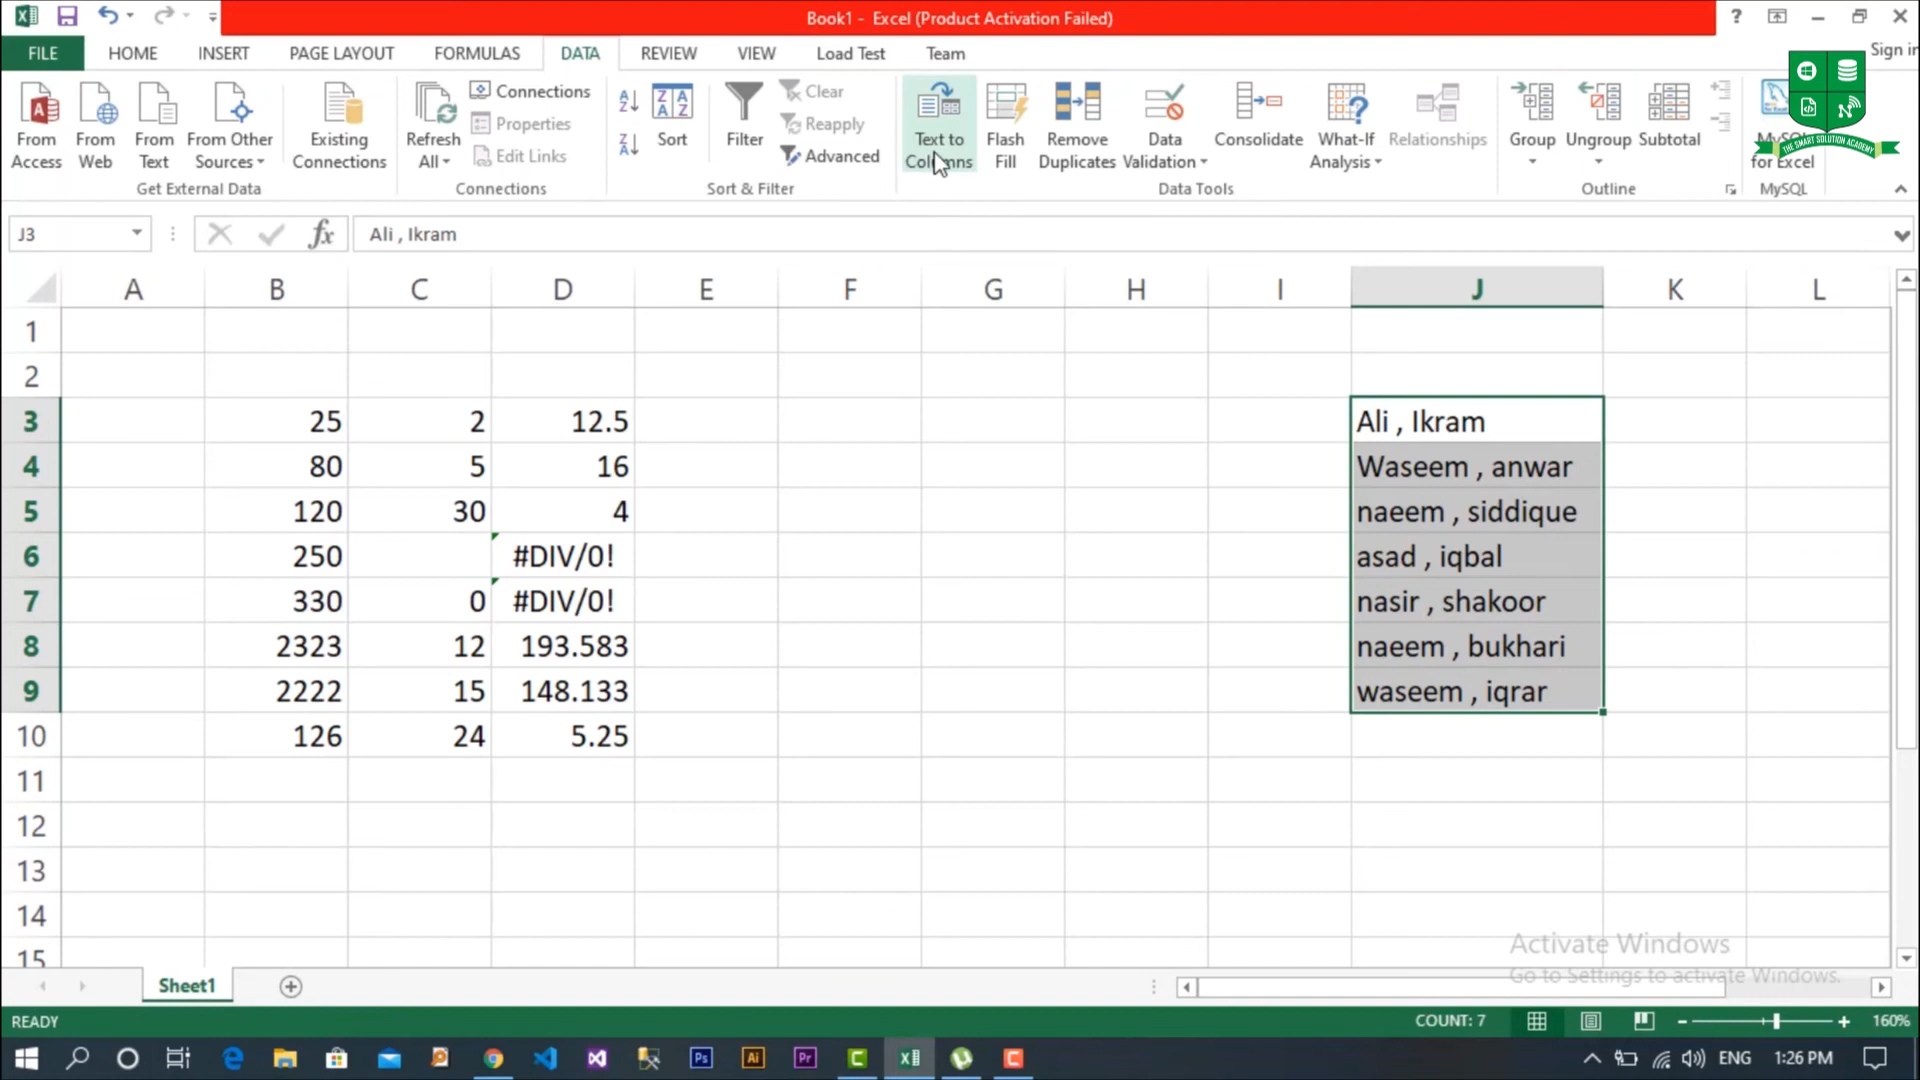 Book1 - Excel (Product Activation Failed)
?
FILE HOME INSERT PAGE LAYOUT FORMULAS DATA REVIEW VIEW Load Test Team Sign in
From Access
From Web
From Text
From Other Sources
Existing Connections
Get External Data
Refresh All
Connections
Properties
Edit Links
Connections
A Z
Z A
Sort
Filter
Clear
Reapply
Advanced
Sort & Filter
Text to Columns
Flash Fill
Remove Duplicates
Data Validation
Consolidate
What-If Analysis
Relationships
Data Tools
Group
Ungroup
Subtotal
Outline
MySQL for Excel
MySQL
THE SMART SOLUTION ACADEMY
J3 fx Ali , Ikram
A B C D E F G H I J K L
1
2
3 25 2 12.5 Ali , Ikram
4 80 5 16 Waseem , anwar
5 120 30 4 naeem , siddique
6 250 #DIV/0! asad , iqbal
7 330 0 #DIV/0! nasir , shakoor
8 2323 12 193.583 naeem , bukhari
9 2222 15 148.133 waseem , iqrar
10 126 24 5.25
11
12
13
14
15
Activate Windows
Go to Settings to activate Windows.
Sheet1
READY COUNT: 7 160%
Ps Ai Pr ENG 1:26 PM